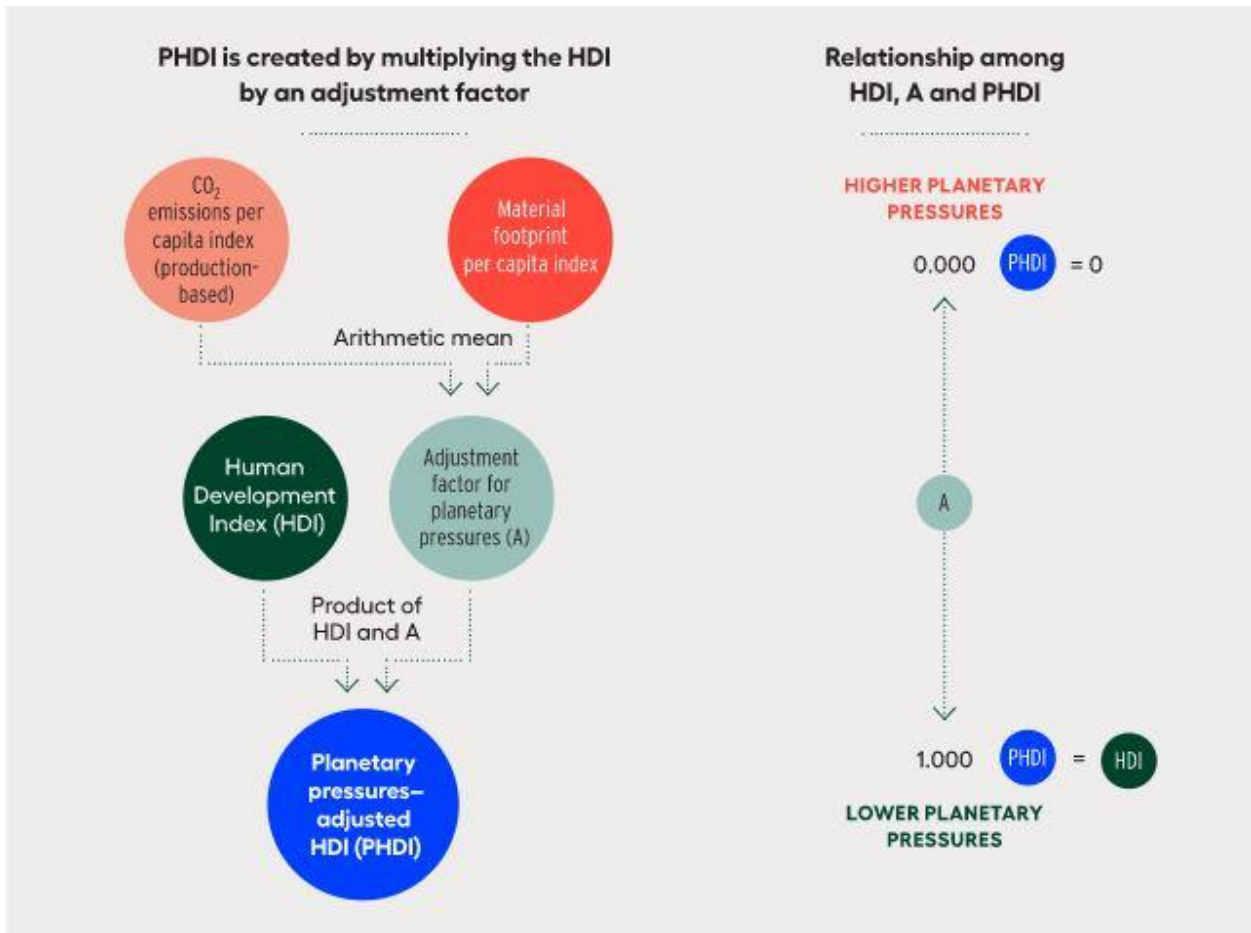 PHDI is created by multiplying the HDI
by an adjustment factor
CO₂
emissions per
capita index
(production-
based)
Material
footprint
per capita index
Arithmetic mean
Human
Development
Index (HDI)
Adjustment
factor for
planetary
pressures (A)
Product of
HDI and A
Planetary
pressures–
adjusted
HDI (PHDI)
Relationship among
HDI, A and PHDI
HIGHER PLANETARY
PRESSURES
0.000 PHDI = 0
A
1.000 PHDI = HDI
LOWER PLANETARY
PRESSURES